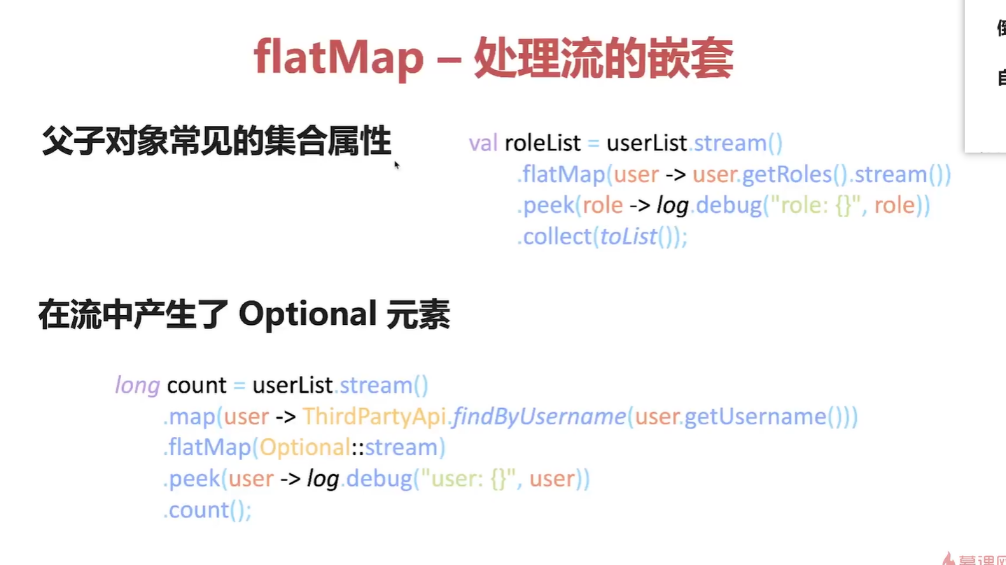 flatMap – 处理流的嵌套
父子对象常见的集合属性
val roleList = userList.stream()
.flatMap(user -> user.getRoles().stream())
.peek(role -> log.debug("role: {}", role))
.collect(toList());
在流中产生了 Optional 元素
long count = userList.stream()
.map(user -> ThirdPartyApi.findByUsername(user.getUsername()))
.flatMap(Optional::stream)
.peek(user -> log.debug("user: {}", user))
.count();
慕课网